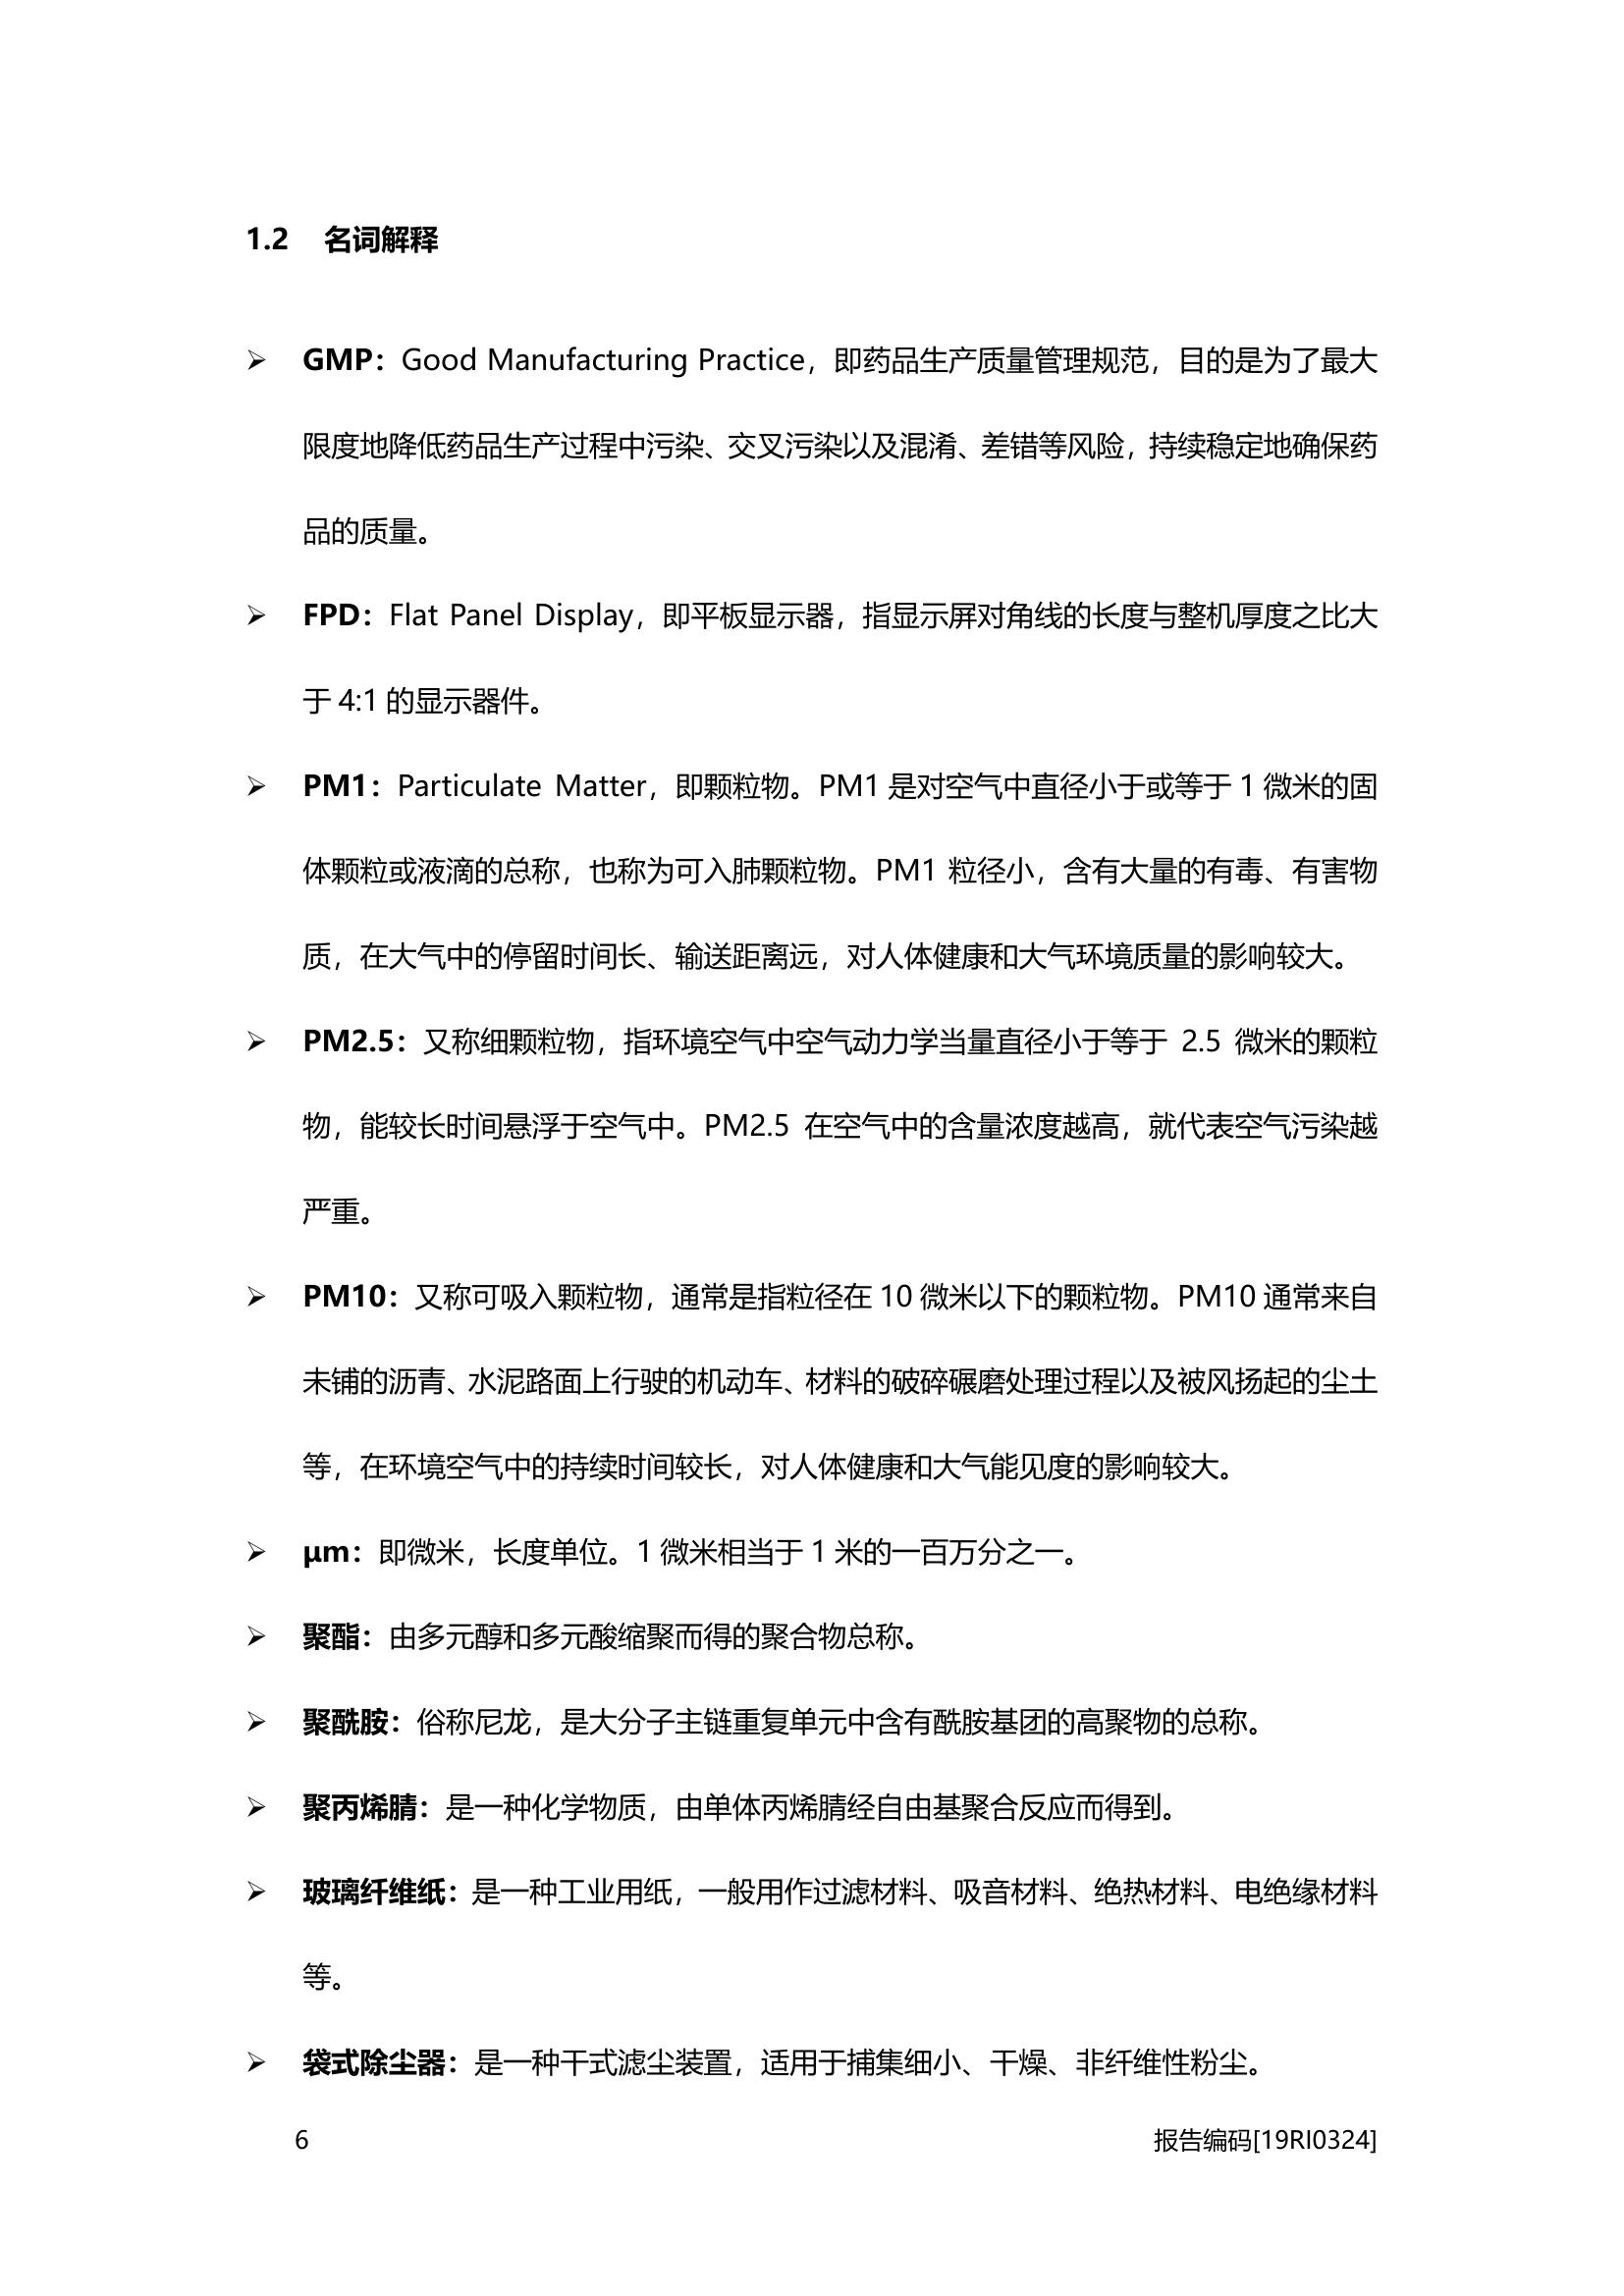 1.2 名词解释
➢ GMP：Good Manufacturing Practice，即药品生产质量管理规范，目的是为了最大
限度地降低药品生产过程中污染、交叉污染以及混淆、差错等风险，持续稳定地确保药
品的质量。
➢ FPD：Flat Panel Display，即平板显示器，指显示屏对角线的长度与整机厚度之比大
于 4:1 的显示器件。
➢ PM1：Particulate Matter，即颗粒物。PM1 是对空气中直径小于或等于 1 微米的固
体颗粒或液滴的总称，也称为可入肺颗粒物。PM1 粒径小，含有大量的有毒、有害物
质，在大气中的停留时间长、输送距离远，对人体健康和大气环境质量的影响较大。
➢ PM2.5：又称细颗粒物，指环境空气中空气动力学当量直径小于等于 2.5 微米的颗粒
物，能较长时间悬浮于空气中。PM2.5 在空气中的含量浓度越高，就代表空气污染越
严重。
➢ PM10：又称可吸入颗粒物，通常是指粒径在 10 微米以下的颗粒物。PM10 通常来自
未铺的沥青、水泥路面上行驶的机动车、材料的破碎碾磨处理过程以及被风扬起的尘土
等，在环境空气中的持续时间较长，对人体健康和大气能见度的影响较大。
➢ μm：即微米，长度单位。1 微米相当于 1 米的一百万分之一。
➢ 聚酯：由多元醇和多元酸缩聚而得的聚合物总称。
➢ 聚酰胺：俗称尼龙，是大分子主链重复单元中含有酰胺基团的高聚物的总称。
➢ 聚丙烯腈：是一种化学物质，由单体丙烯腈经自由基聚合反应而得到。
➢ 玻璃纤维纸：是一种工业用纸，一般用作过滤材料、吸音材料、绝热材料、电绝缘材料
等。
➢ 袋式除尘器：是一种干式滤尘装置，适用于捕集细小、干燥、非纤维性粉尘。
6 报告编码[19RI0324]